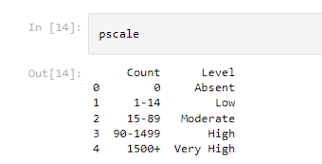 In [14]: pscale
Out[14]:
Count Level
0 0 Absent
1 1-14 Low
2 15-89 Moderate
3 90-1499 High
4 1500+ Very High